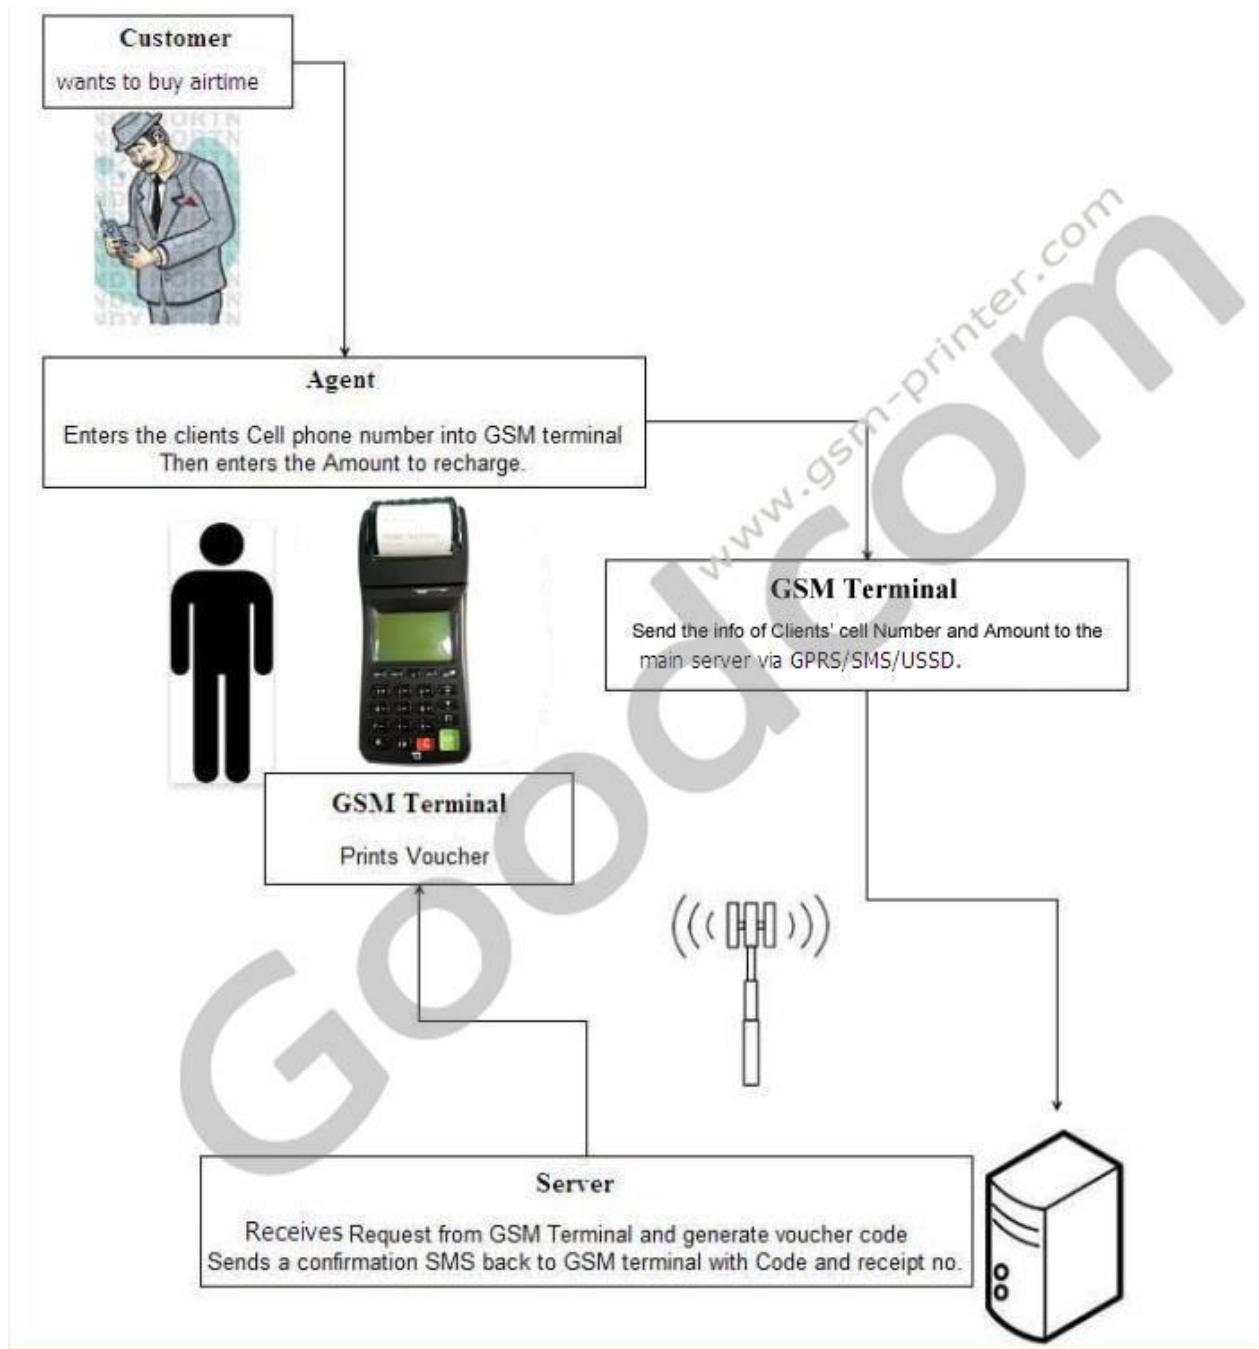 Customer
wants to buy airtime
Agent
Enters the clients Cell phone number into GSM terminal
Then enters the Amount to recharge.
www.gsm-printer.com
Goodcom
GSM Terminal
Send the info of Clients' cell Number and Amount to the
main server via GPRS/SMS/USSD.
GSM Terminal
Prints Voucher
Server
Receives Request from GSM Terminal and generate voucher code
Sends a confirmation SMS back to GSM terminal with Code and receipt no.